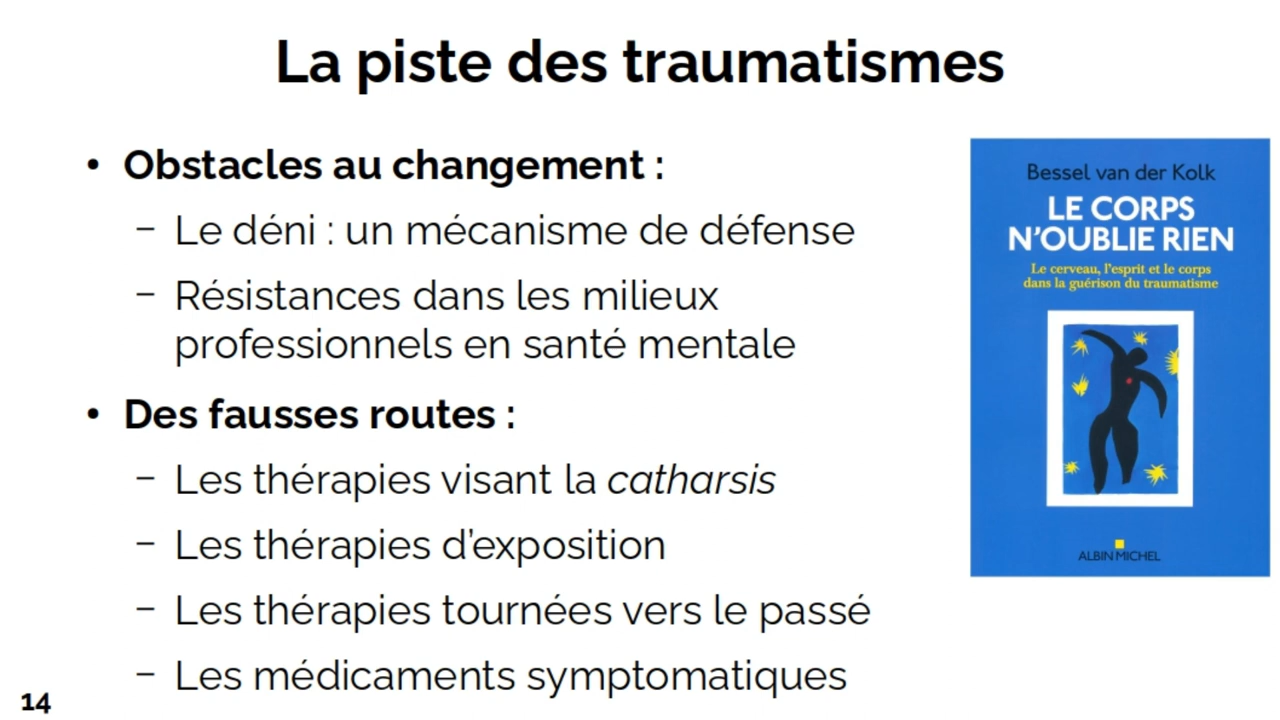 La piste des traumatismes
• Obstacles au changement :
– Le déni : un mécanisme de défense
– Résistances dans les milieux
professionnels en santé mentale
• Des fausses routes :
– Les thérapies visant la catharsis
– Les thérapies d’exposition
– Les thérapies tournées vers le passé
– Les médicaments symptomatiques
14
Bessel van der Kolk
LE CORPS
N’OUBLIE RIEN
Le cerveau, l’esprit et le corps
dans la guérison du traumatisme
ALBIN MICHEL